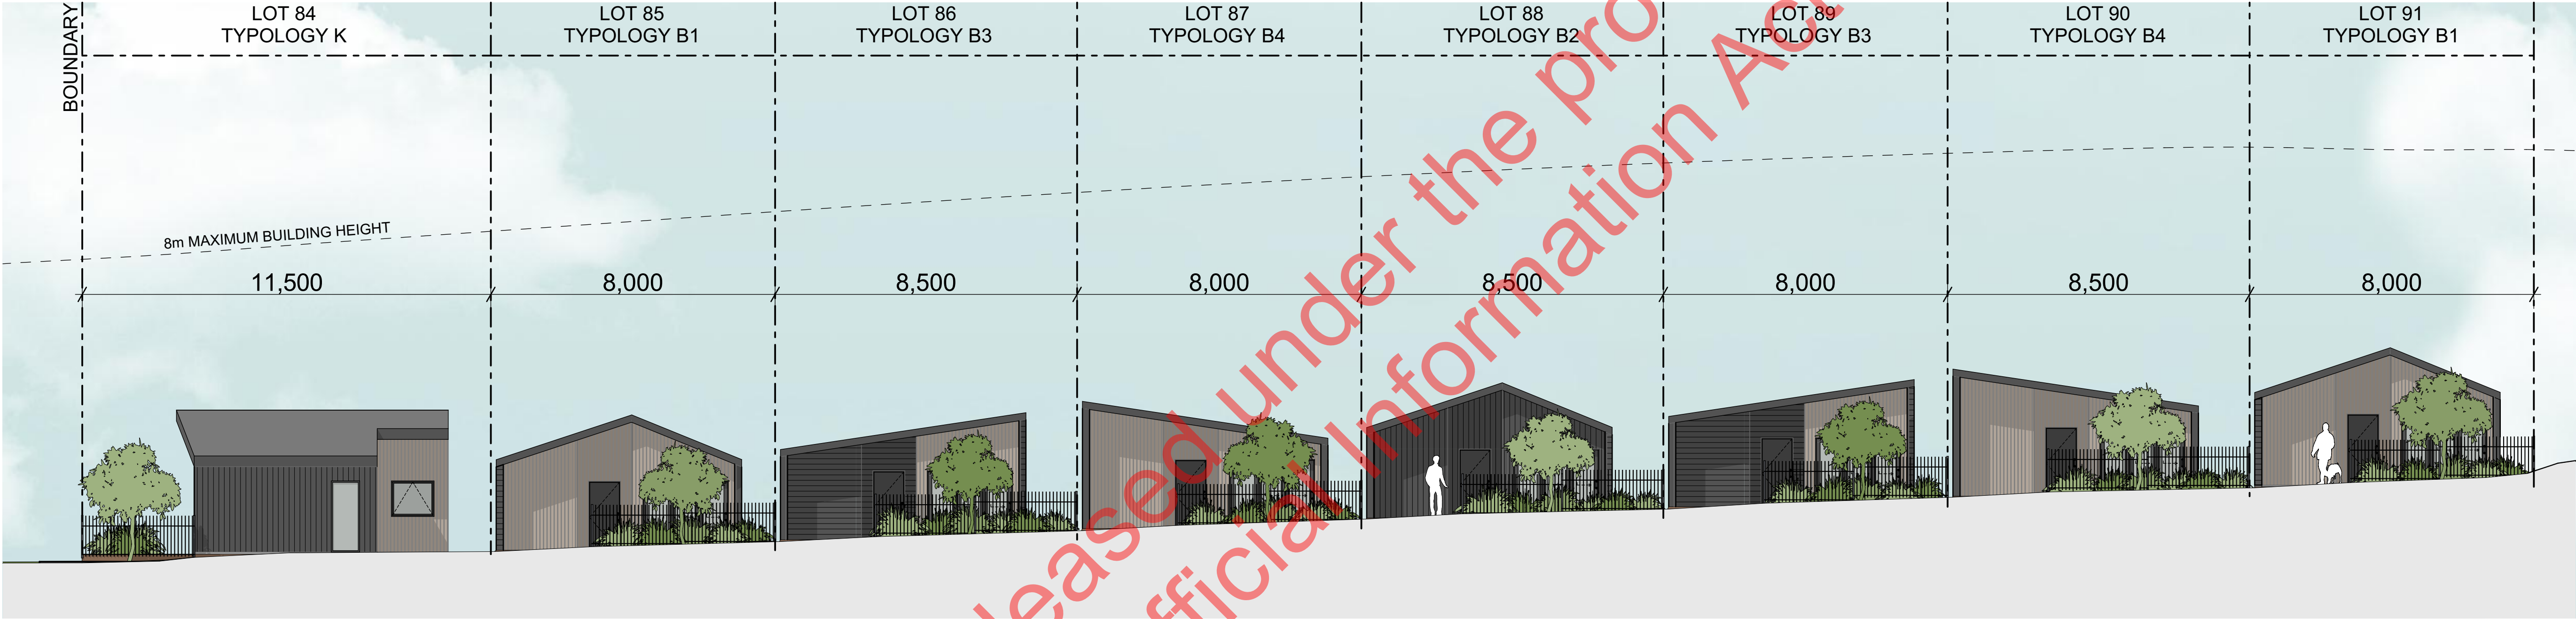 BOUNDARY
LOT 84
TYPOLOGY K
LOT 85
TYPOLOGY B1
LOT 86
TYPOLOGY B3
LOT 87
TYPOLOGY B4
LOT 88
TYPOLOGY B2
LOT 89
TYPOLOGY B3
LOT 90
TYPOLOGY B4
LOT 91
TYPOLOGY B1
8m MAXIMUM BUILDING HEIGHT
11,500
8,000
8,500
8,000
8,500
8,000
8,500
8,000
leased under the pro
fficial Information Ac